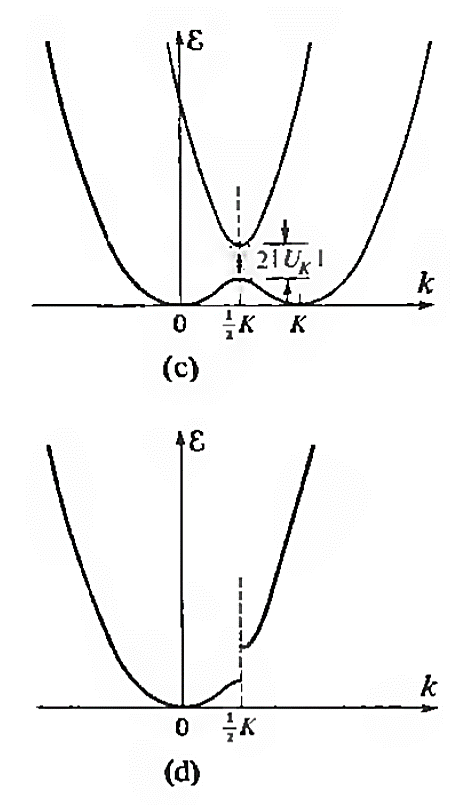 ε
2|U_K|
k
0 ½K K
(c)
ε
k
0 ½K
(d)